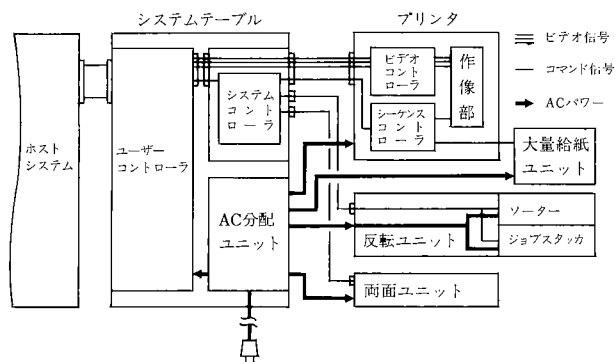 システムテーブル
プリンタ
ビデオ信号
コマンド信号
ACパワー
ホスト
システム
ユーザー
コントローラ
システム
コント
ローラ
ビデオ
コント
ローラ
作像部
シーケンス
コント
ローラ
大量給紙
ユニット
AC分配
ユニット
反転ユニット
ソーター
ジョブスタッカ
両面ユニット